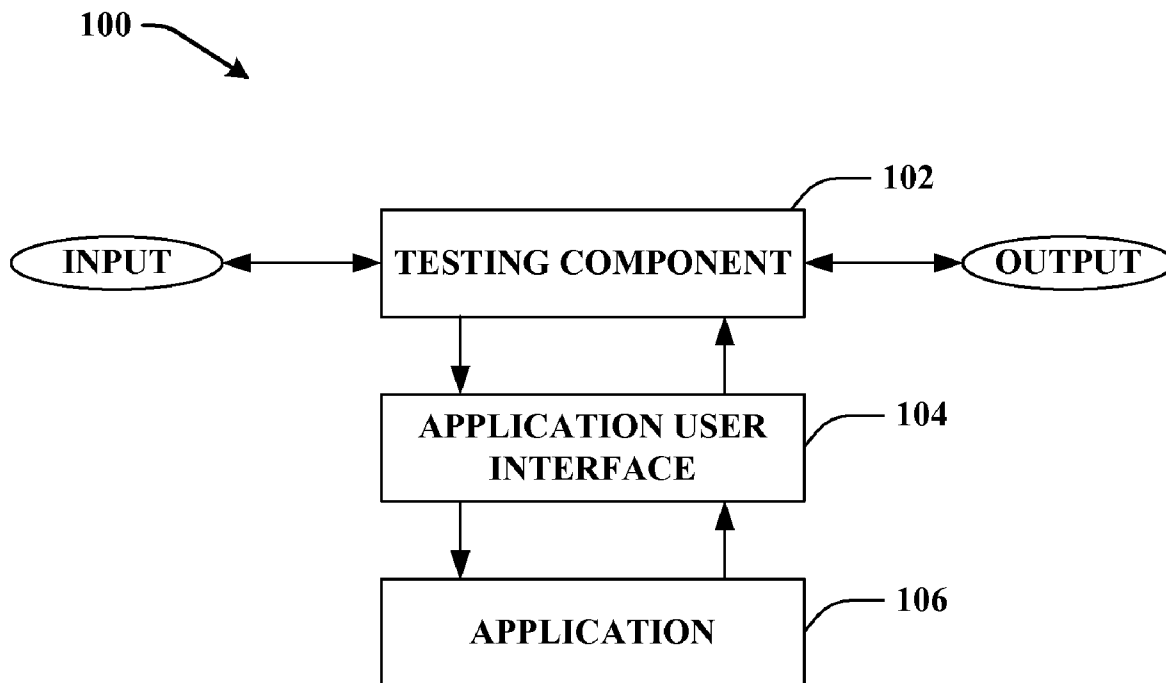 100
102
INPUT
TESTING COMPONENT
OUTPUT
APPLICATION USER
INTERFACE
104
APPLICATION
106